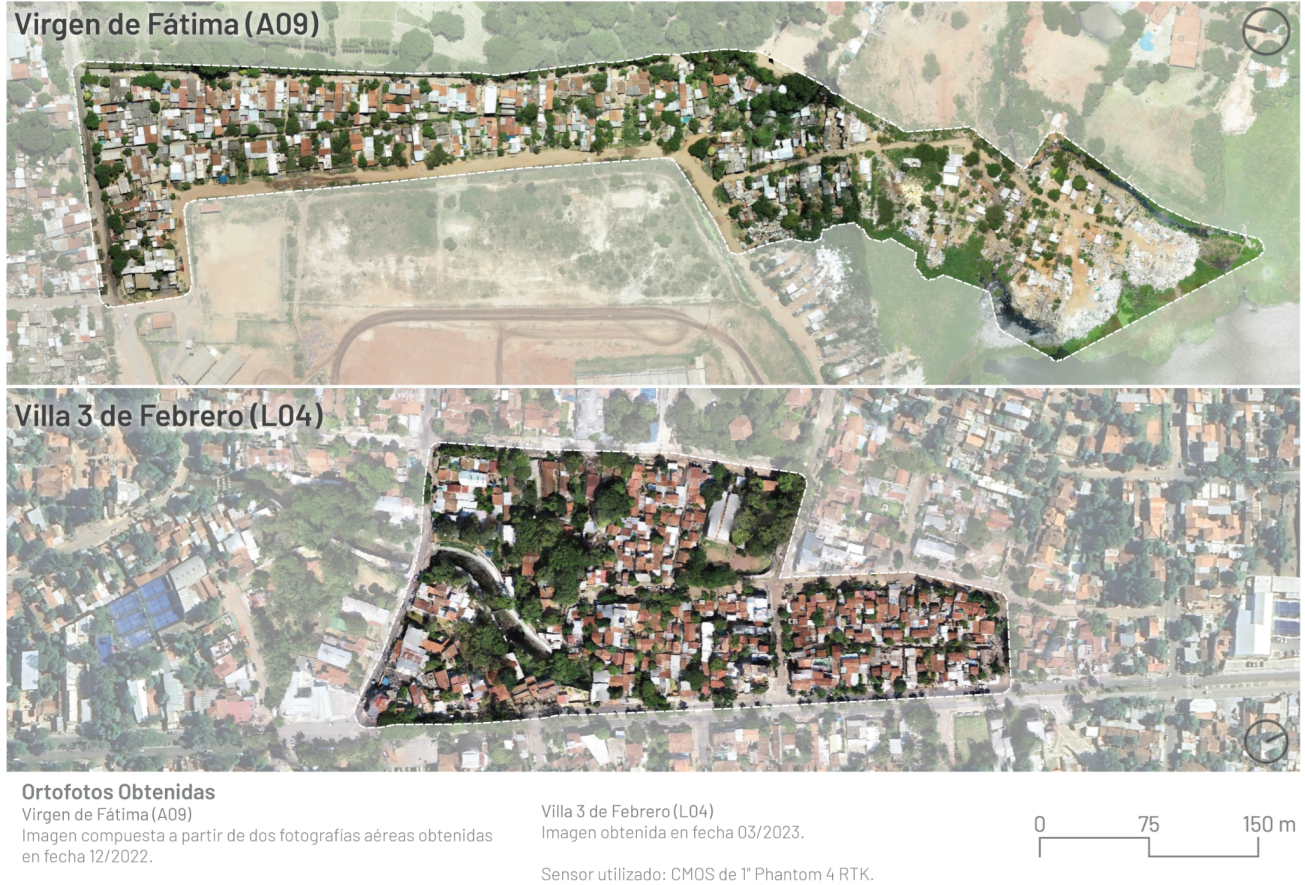 Virgen de Fátima (A09)
Villa 3 de Febrero (L04)
Ortofotos Obtenidas
Virgen de Fátima (A09)
Imagen compuesta a partir de dos fotografías aéreas obtenidas
en fecha 12/2022.
Villa 3 de Febrero (L04)
Imagen obtenida en fecha 03/2023.
Sensor utilizado: CMOS de 1" Phantom 4 RTK.
0 75 150 m